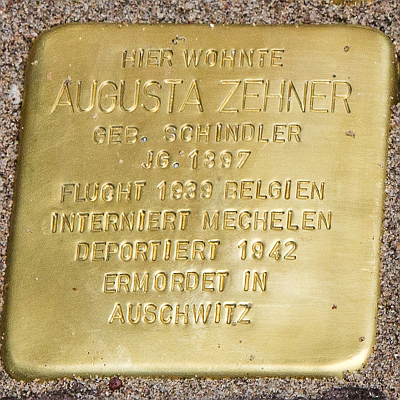 HIER WOHNTE
AUGUSTA ZEHNER
GEB. SCHINDLER
JG. 1897
FLUCHT 1939 BELGIEN
INTERNIERT MECHELEN
DEPORTIERT 1942
ERMORDET IN
AUSCHWITZ